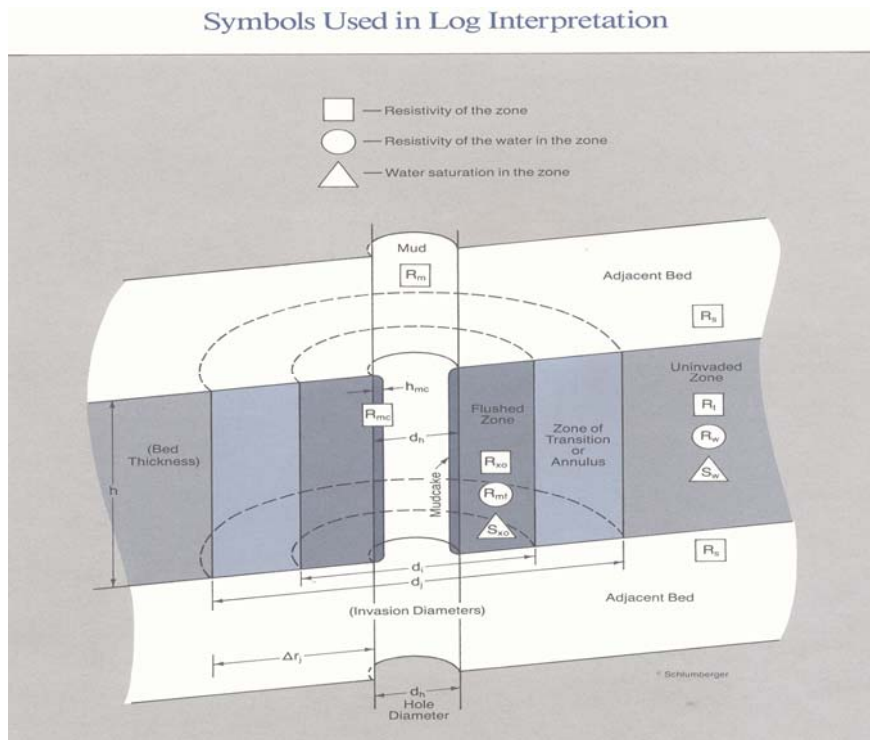 Symbols Used in Log Interpretation
Resistivity of the zone
Resistivity of the water in the zone
Water saturation in the zone
Mud
Rm
Adjacent Bed
Rs
Uninvaded
Zone
Rt
Rw
Sw
hmc
Rmc
dh
Flushed
Zone
Rxo
Rmf
Sxo
Zone of
Transition
or
Annulus
(Bed
Thickness)
h
Mudcake
di
dj
(Invasion Diameters)
Rs
Adjacent Bed
Δrj
dh
Hole
Diameter
* Schlumberger